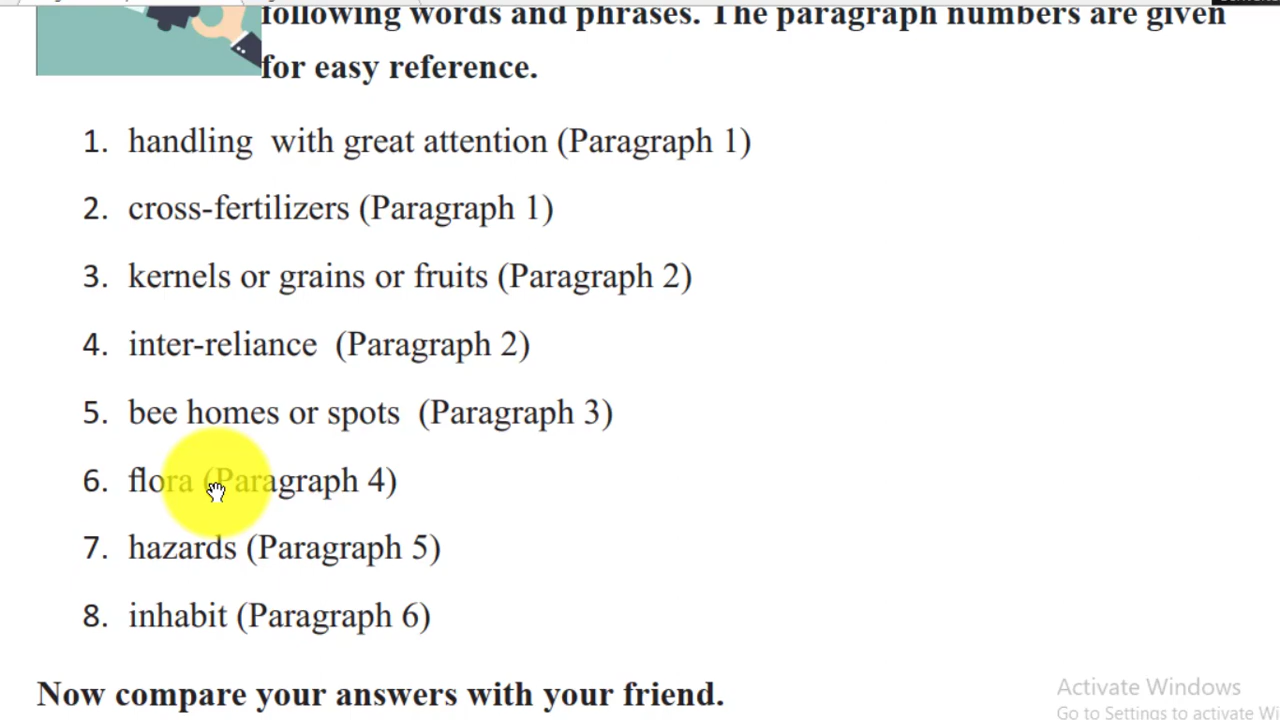 following words and phrases. The paragraph numbers are given
for easy reference.
1. handling with great attention (Paragraph 1)
2. cross-fertilizers (Paragraph 1)
3. kernels or grains or fruits (Paragraph 2)
4. inter-reliance (Paragraph 2)
5. bee homes or spots (Paragraph 3)
6. flora (Paragraph 4)
7. hazards (Paragraph 5)
8. inhabit (Paragraph 6)
Now compare your answers with your friend.
Activate Windows
Go to Settings to activate Wi